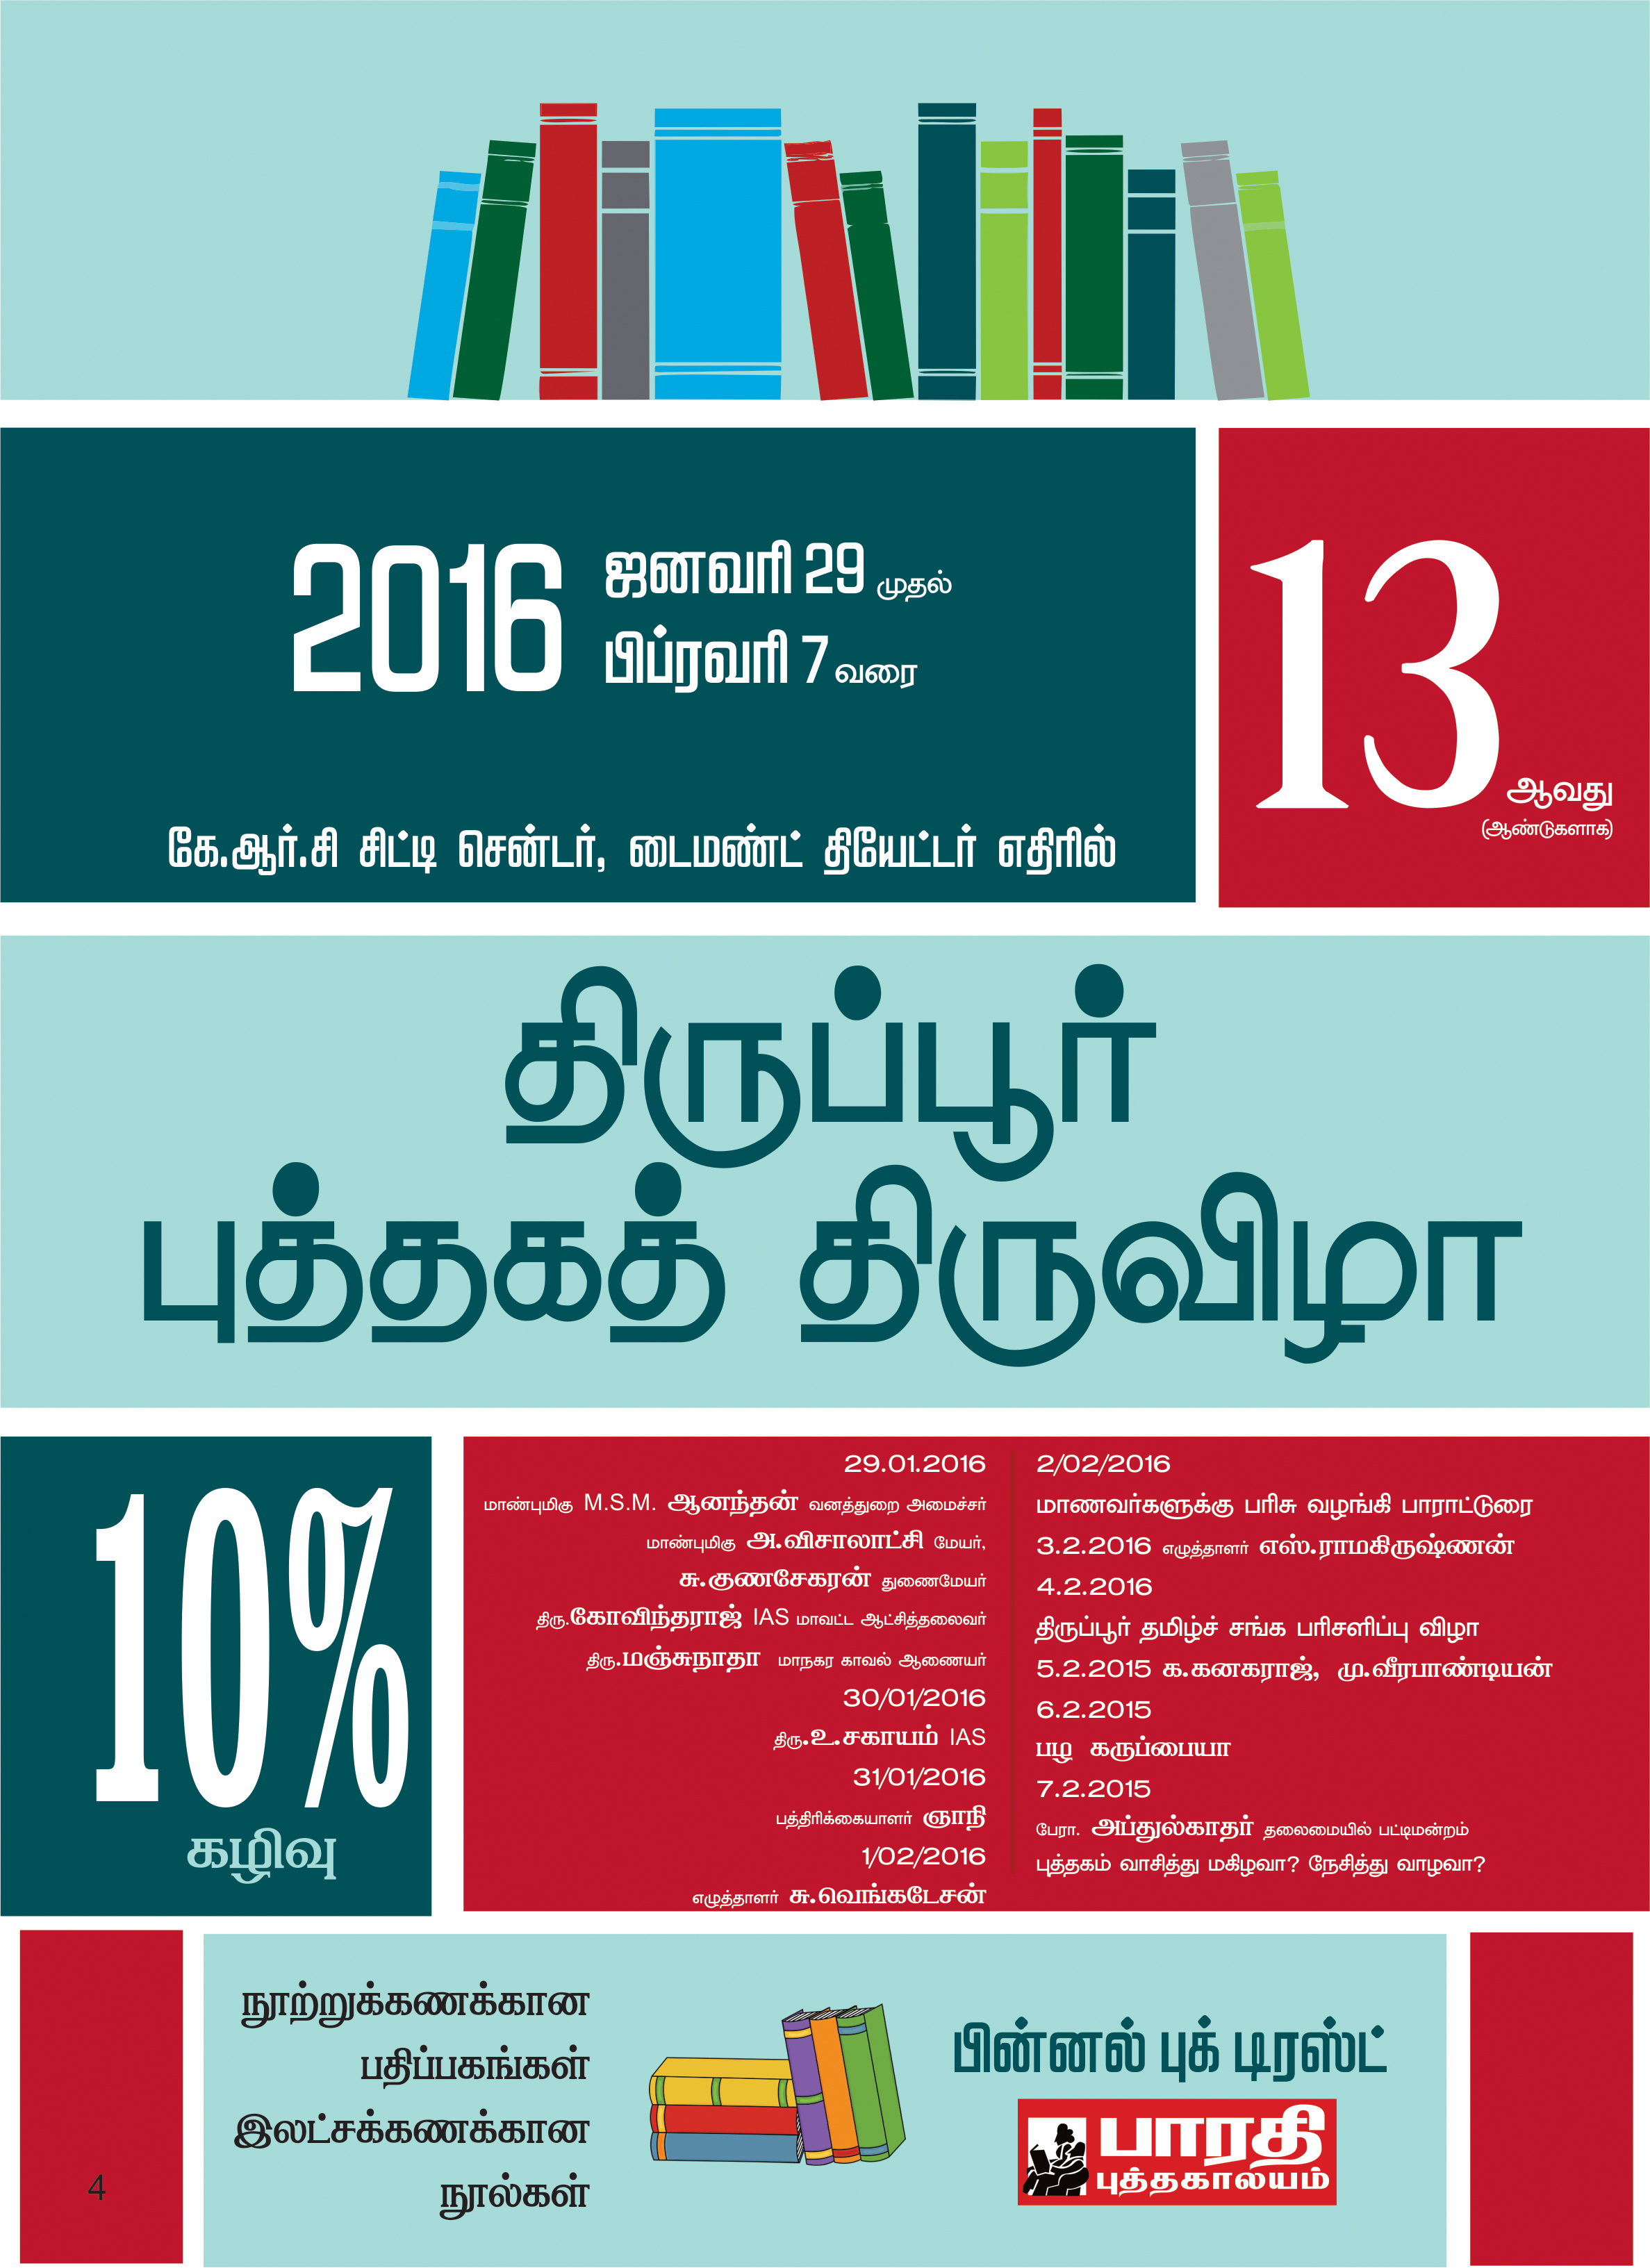 2016
ஜனவரி 29 முதல்
பிப்ரவரி 7 வரை
கே.ஆர்.சி சிட்டி சென்டர், டைமண்ட் தியேட்டர் எதிரில்
13
ஆவது
(ஆண்டுகளாக)
திருப்பூர்
புத்தகத் திருவிழா
10%
கழிவு
29.01.2016
மாண்புமிகு M.S.M. ஆனந்தன் வனத்துறை அமைச்சர்
மாண்புமிகு அ.விசாலாட்சி மேயர்,
சு.குணசேகரன் துணைமேயர்
திரு.கோவிந்தராஜ் IAS மாவட்ட ஆட்சித்தலைவர்
திரு.மஞ்சுநாதா மாநகர காவல் ஆணையர்
30/01/2016
திரு.உ.சகாயம் IAS
31/01/2016
பத்திரிக்கையாளர் ஞாநி
1/02/2016
எழுத்தாளர் சு.வெங்கடேசன்
2/02/2016
மாணவர்களுக்கு பரிசு வழங்கி பாராட்டுரை
3.2.2016 எழுத்தாளர் எஸ்.ராமகிருஷ்ணன்
4.2.2016
திருப்பூர் தமிழ்ச் சங்க பரிசளிப்பு விழா
5.2.2015 க.கனகராஜ், மு.வீரபாண்டியன்
6.2.2015
பழ கருப்பையா
7.2.2015
பேரா. அப்துல்காதர் தலைமையில் பட்டிமன்றம்
புத்தகம் வாசித்து மகிழவா? நேசித்து வாழவா?
நூற்றுக்கணக்கான
பதிப்பகங்கள்
இலட்சக்கணக்கான
நூல்கள்
பின்னல் புக் டிரஸ்ட்
பாரதி
புத்தகாலயம்
4